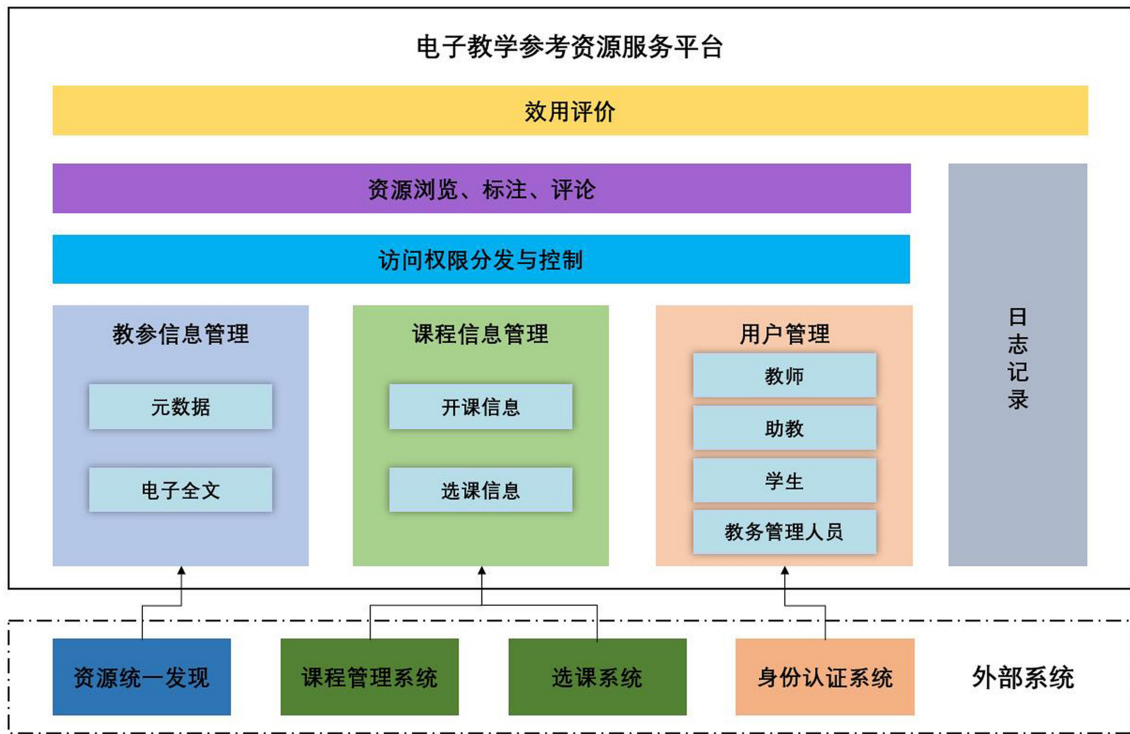 电子教学参考资源服务平台
效用评价
资源浏览、标注、评论
访问权限分发与控制
教参信息管理
元数据
电子全文
课程信息管理
开课信息
选课信息
用户管理
教师
助教
学生
教务管理人员
日志记录
资源统一发现
课程管理系统
选课系统
身份认证系统
外部系统